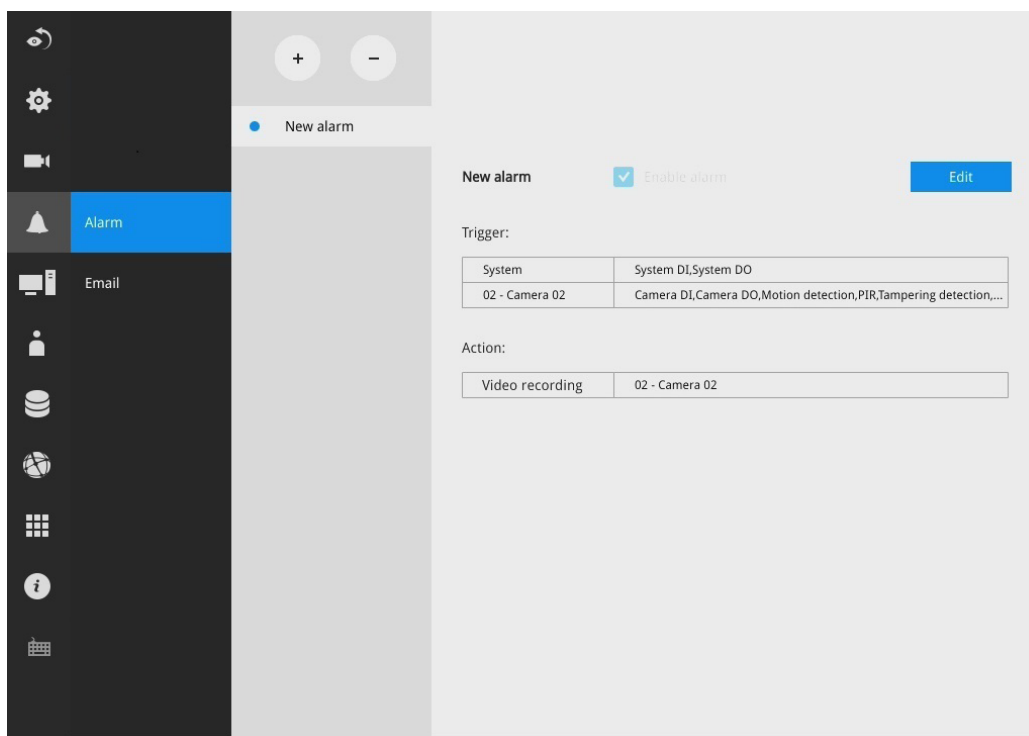 + -
New alarm
New alarm Enable alarm Edit
Alarm
Trigger:
System System DI,System DO
Email
02 - Camera 02 Camera DI,Camera DO,Motion detection,PIR,Tampering detection,...
Action:
Video recording 02 - Camera 02
i